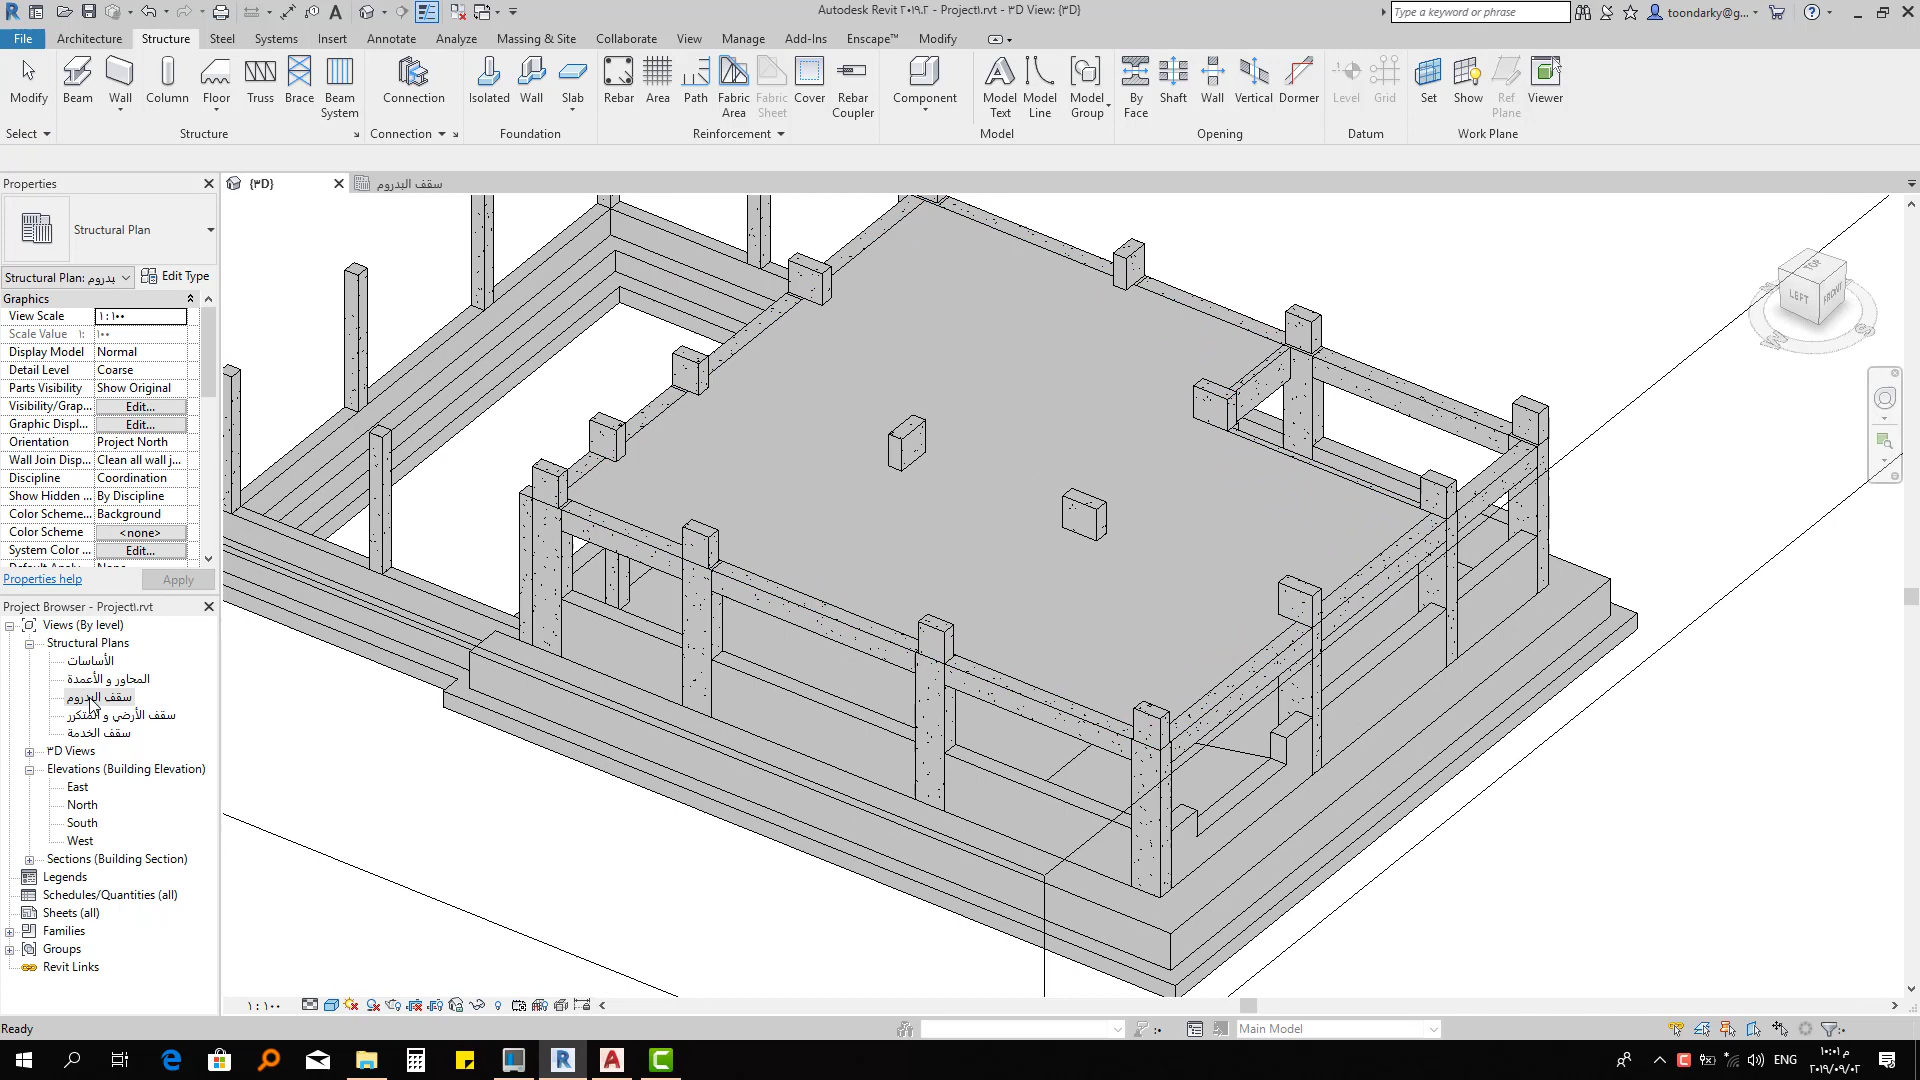 Autodesk Revit ٢٠١٩.٢ - Project١.rvt - ٣D View: {٣D}
Type a keyword or phrase
toondarky@g...
File Architecture Structure Steel Systems Insert Annotate Analyze Massing & Site Collaborate View Manage Add-Ins Enscape™ Modify
Modify Beam Wall Column Floor Truss Brace Beam System Connection Isolated Wall Slab Rebar Area Path Fabric Area Fabric Sheet Cover Rebar Coupler Component Model Text Model Line Model Group By Face Shaft Wall Vertical Dormer Level Grid Set Show Ref Plane Viewer
Select Structure Connection Foundation Reinforcement Model Opening Datum Work Plane
Properties
{٣D} سقف البدروم
Structural Plan
Structural Plan: بدروم Edit Type
Graphics
View Scale ١ : ١٠٠
Scale Value ١: ١٠٠
Display Model Normal
Detail Level Coarse
Parts Visibility Show Original
Visibility/Grap... Edit...
Graphic Displ... Edit...
Orientation Project North
Wall Join Disp... Clean all wall j...
Discipline Coordination
Show Hidden ... By Discipline
Color Scheme... Background
Color Scheme <none>
System Color ... Edit...
Properties help Apply
Project Browser - Project١.rvt
Views (By level)
Structural Plans
الأساسات
المحاور و الأعمدة
سقف البدروم
سقف الأرضي و المتكرر
سقف الخدمة
٣D Views
Elevations (Building Elevation)
East
North
South
West
Sections (Building Section)
Legends
Schedules/Quantities (all)
Sheets (all)
Families
Groups
Revit Links
TOP
LEFT
FRONT
W
١ : ١٠٠
Ready
Main Model
ENG
١٠:٠١ م
٢٠١٩/٠٩/٠٢